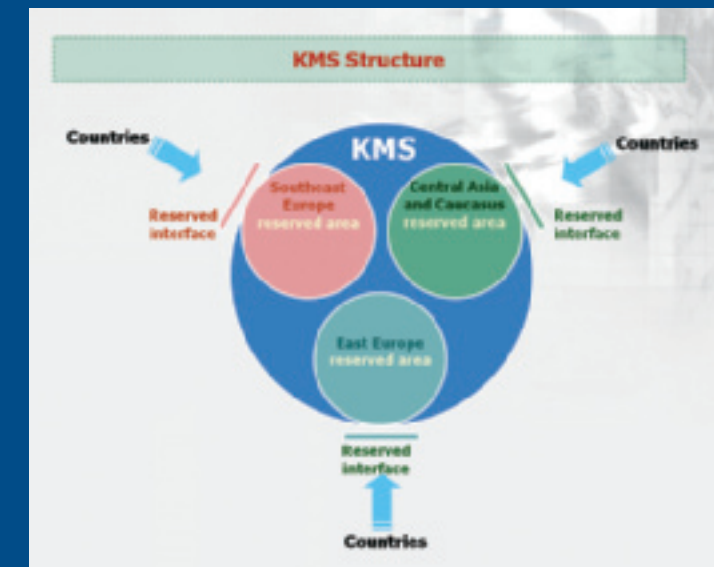 KMS Structure
Countries
Countries
KMS
Southeast
Europe
reserved area
Central Asia
and Caucasus
reserved area
Reserved
interface
Reserved
interface
East Europe
reserved area
Reserved
interface
Countries